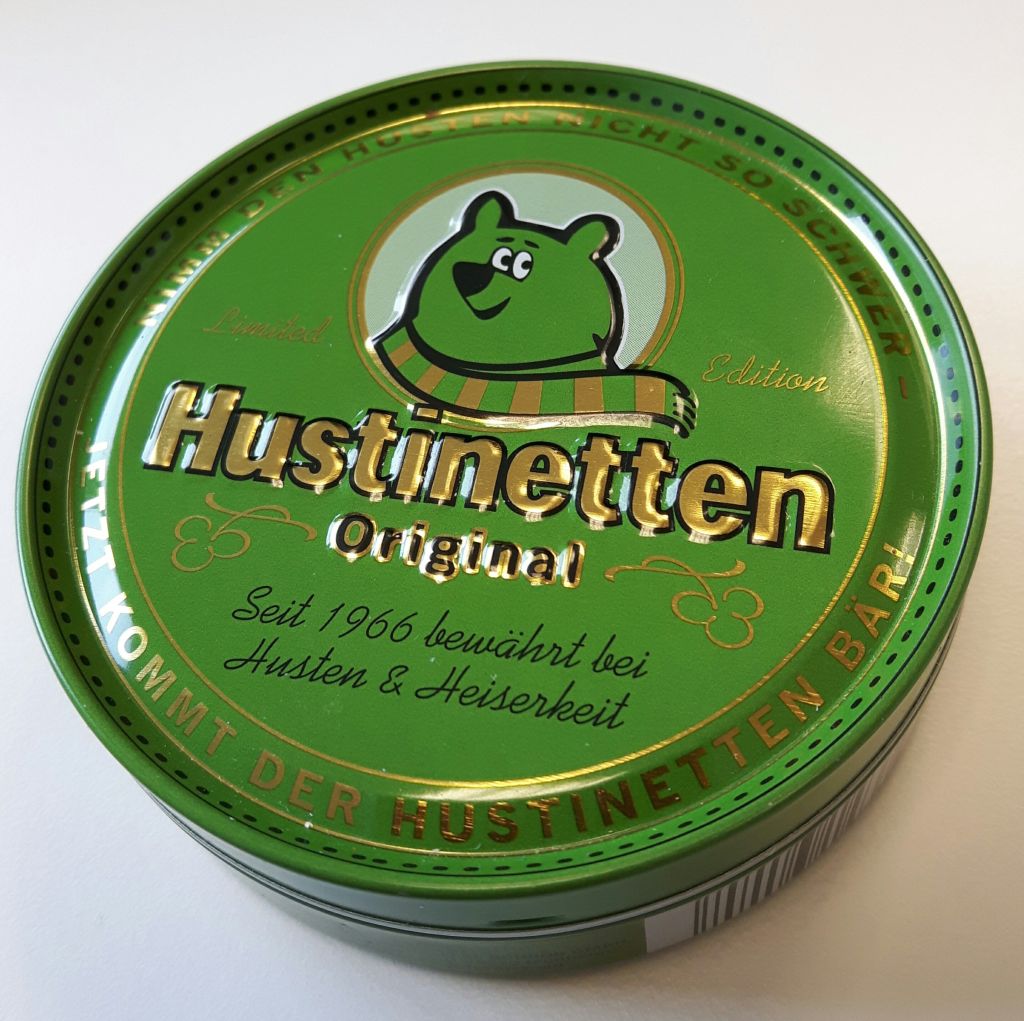 NIMM DEN HUSTEN NICHT SO SCHWER –
Limited Edition
Hustinetten
Original
Seit 1966 bewährt bei
Husten & Heiserkeit
JETZT KOMMT DER HUSTINETTEN BÄR!